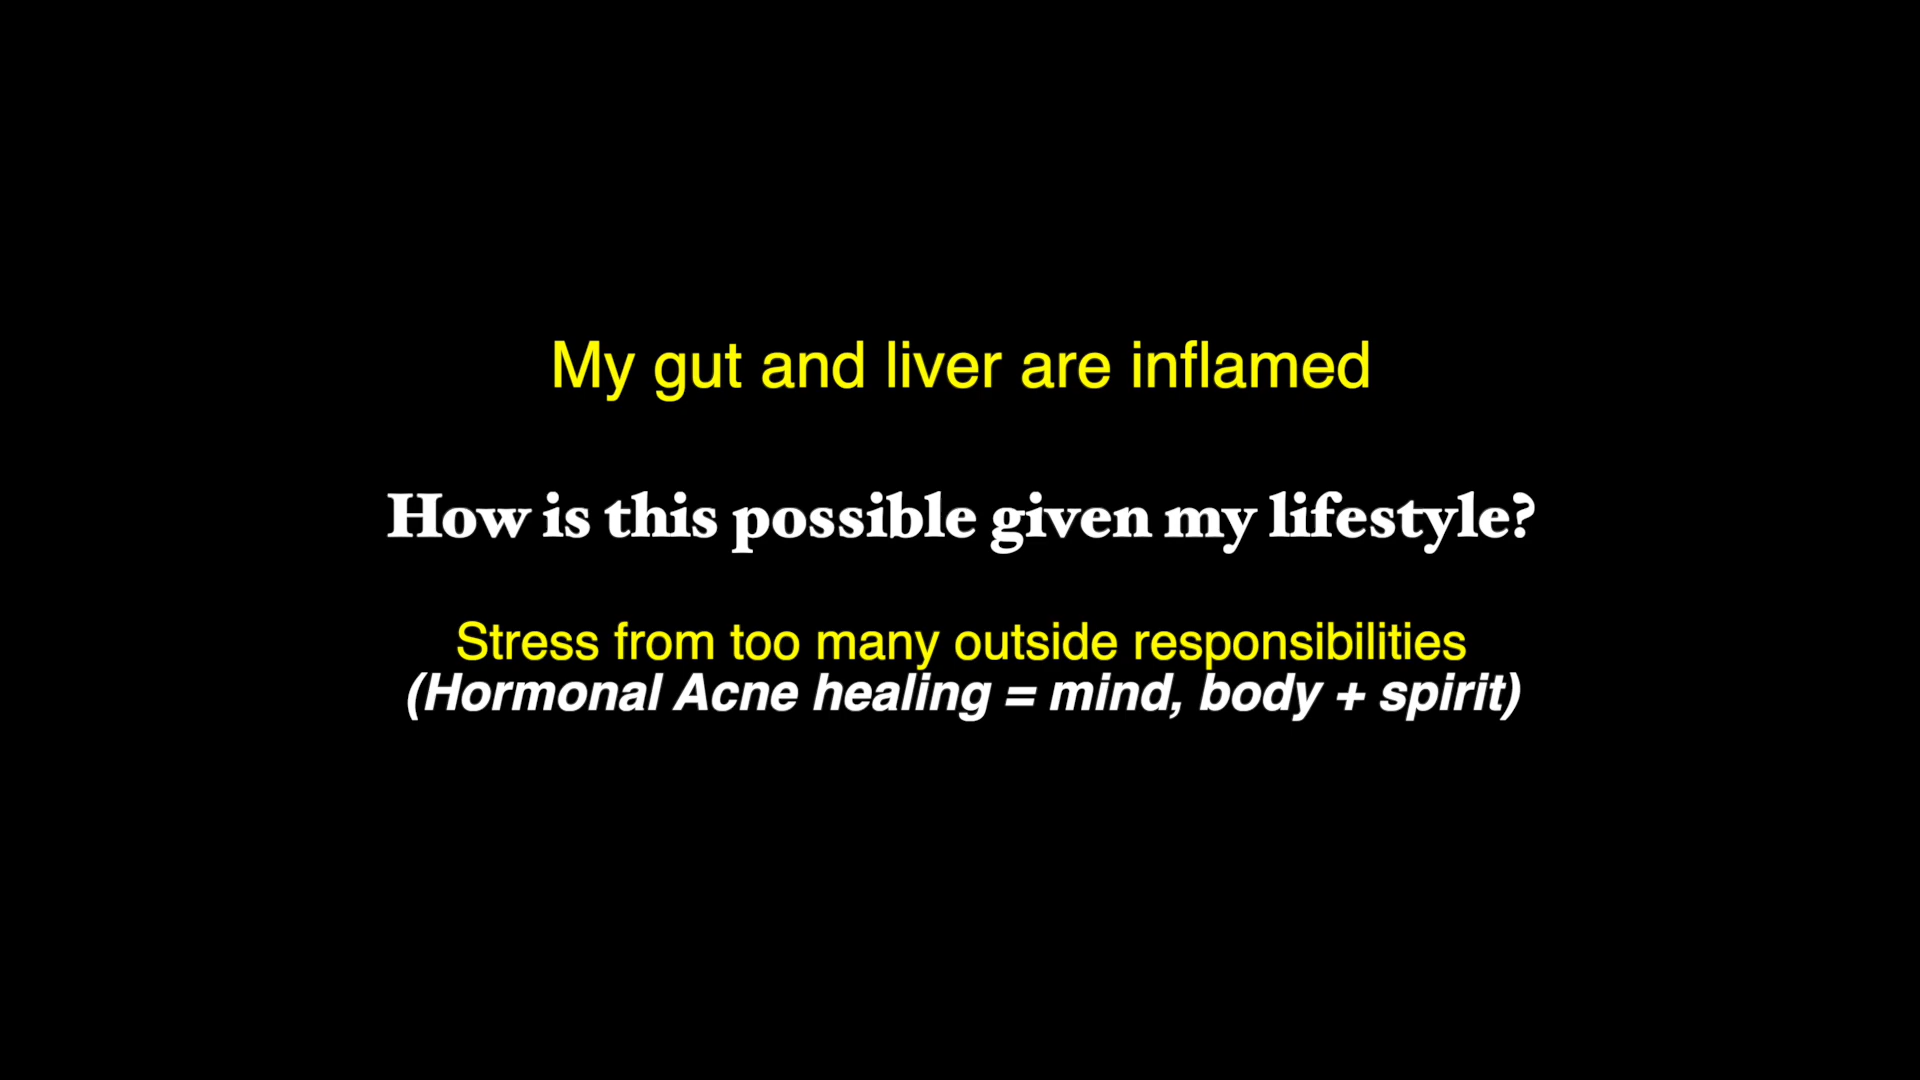 My gut and liver are inflamed
How is this possible given my lifestyle?
Stress from too many outside responsibilities
(Hormonal Acne healing = mind, body + spirit)